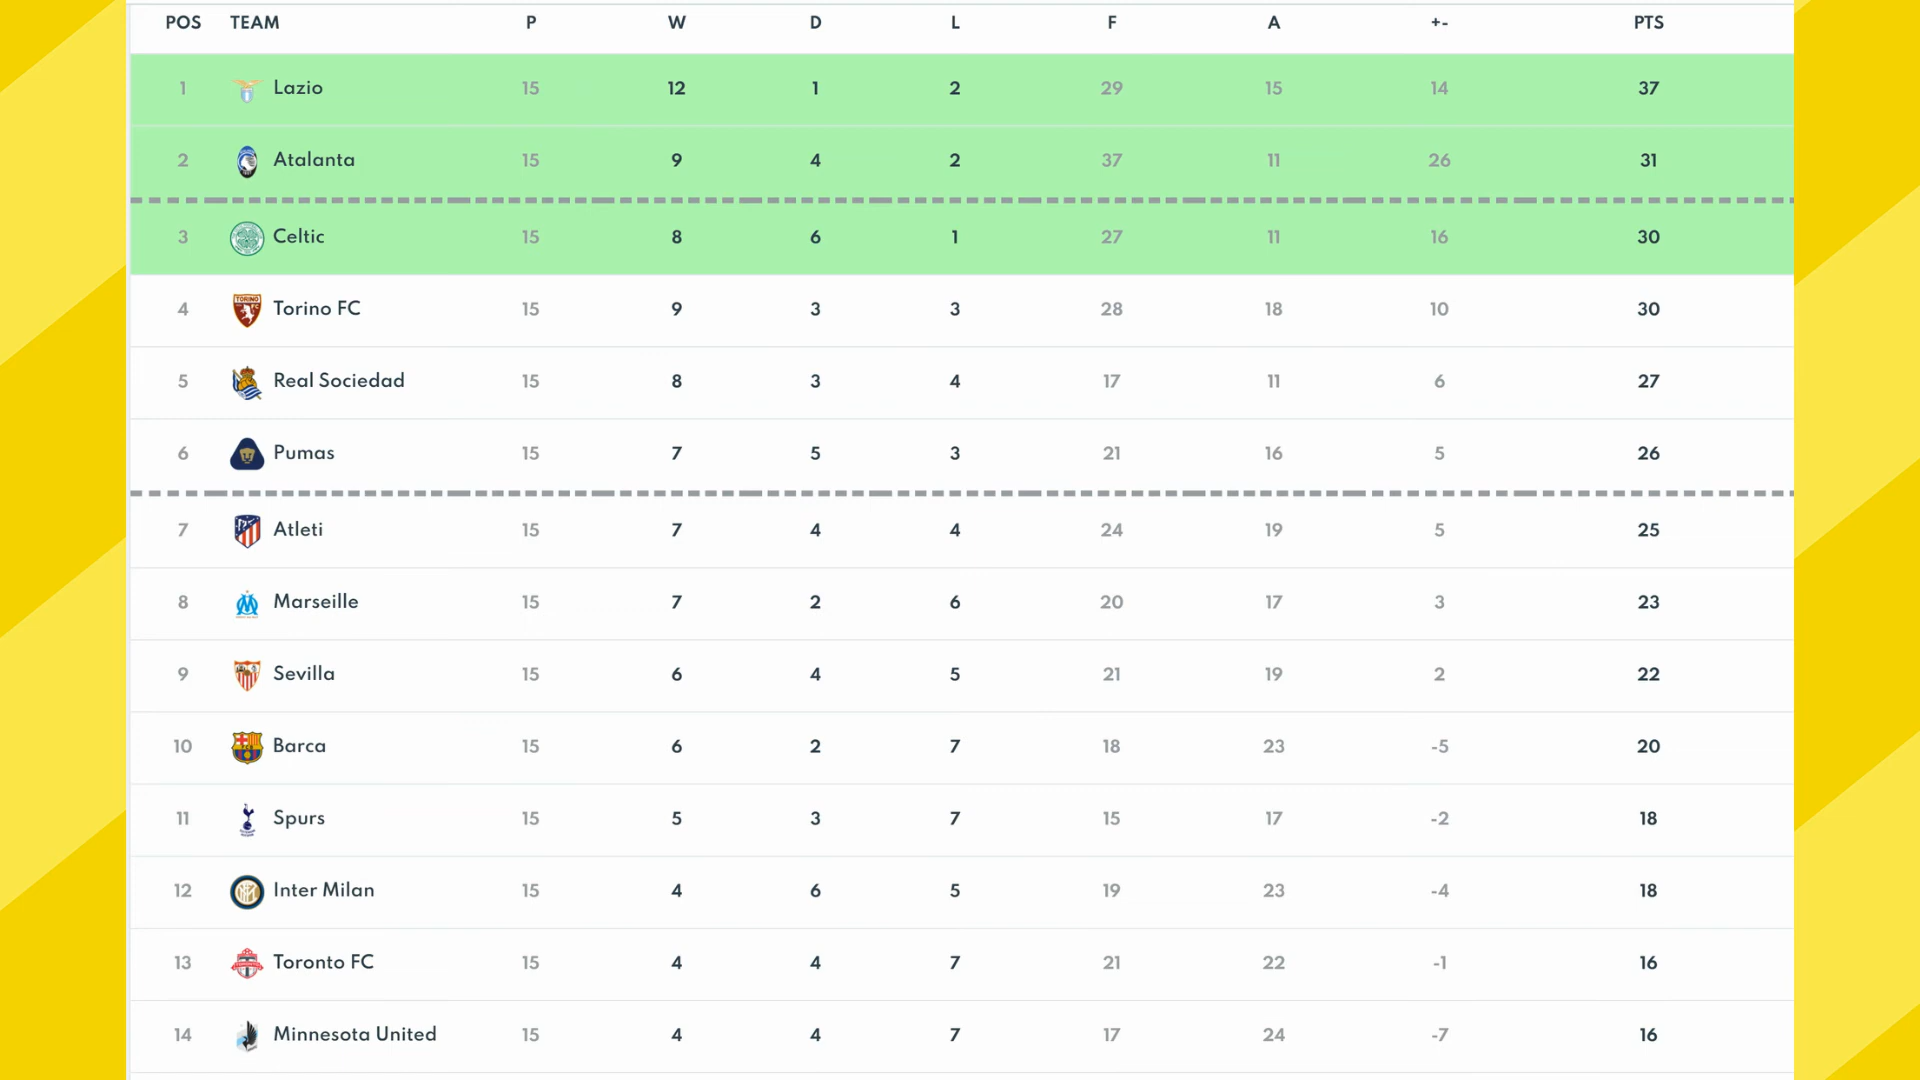 POS TEAM P W D L F A +- PTS
1 Lazio 15 12 1 2 29 15 14 37
2 Atalanta 15 9 4 2 37 11 26 31
3 Celtic 15 8 6 1 27 11 16 30
4 Torino FC 15 9 3 3 28 18 10 30
5 Real Sociedad 15 8 3 4 17 11 6 27
6 Pumas 15 7 5 3 21 16 5 26
7 Atleti 15 7 4 4 24 19 5 25
8 Marseille 15 7 2 6 20 17 3 23
9 Sevilla 15 6 4 5 21 19 2 22
10 Barca 15 6 2 7 18 23 -5 20
11 Spurs 15 5 3 7 15 17 -2 18
12 Inter Milan 15 4 6 5 19 23 -4 18
13 Toronto FC 15 4 4 7 21 22 -1 16
14 Minnesota United 15 4 4 7 17 24 -7 16